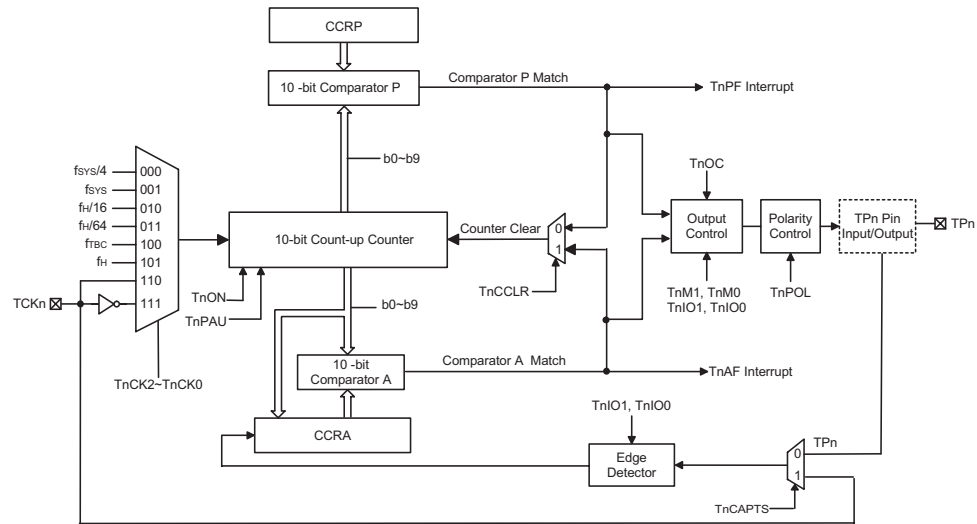 CCRP
10 -bit Comparator P
Comparator P Match
TnPF Interrupt
b0~b9
fSYS/4
000
fSYS
001
fH/16
010
fH/64
011
fTBC
100
fH
101
110
111
TCKn
TnCK2~TnCK0
10-bit Count-up Counter
TnON
TnPAU
Counter Clear
0
1
TnCCLR
TnOC
Output
Control
TnM1, TnM0
TnIO1, TnIO0
Polarity
Control
TnPOL
TPn Pin
Input/Output
TPn
b0~b9
10 -bit
Comparator A
Comparator A Match
TnAF Interrupt
CCRA
TnIO1, TnIO0
Edge
Detector
TPn
0
1
TnCAPTS